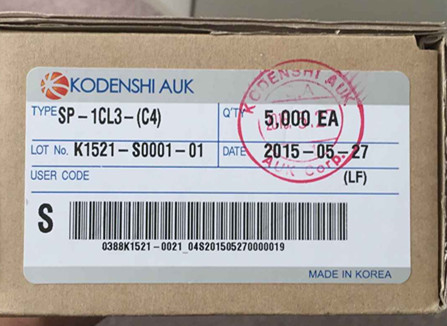 KODENSHI AUK
TYPE SP-1CL3-(C4) Q'TY 5,000 EA
LOT No. K1521-S0001-01 DATE 2015-05-27
USER CODE (LF)
S
0388K1521-0021_04S201505270000019
MADE IN KOREA
KODENSHI AUK
AUK Corp.